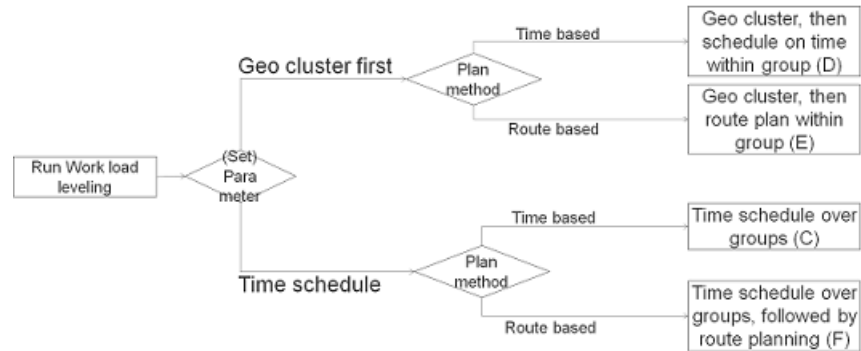 Time based
Geo cluster, then
schedule on time
within group (D)
Geo cluster first
Plan
method
Route based
Geo cluster, then
route plan within
group (E)
Run Work load
leveling
(Set)
Para
meter
Time based
Time schedule over
groups (C)
Time schedule
Plan
method
Route based
Time schedule over
groups, followed by
route planning (F)